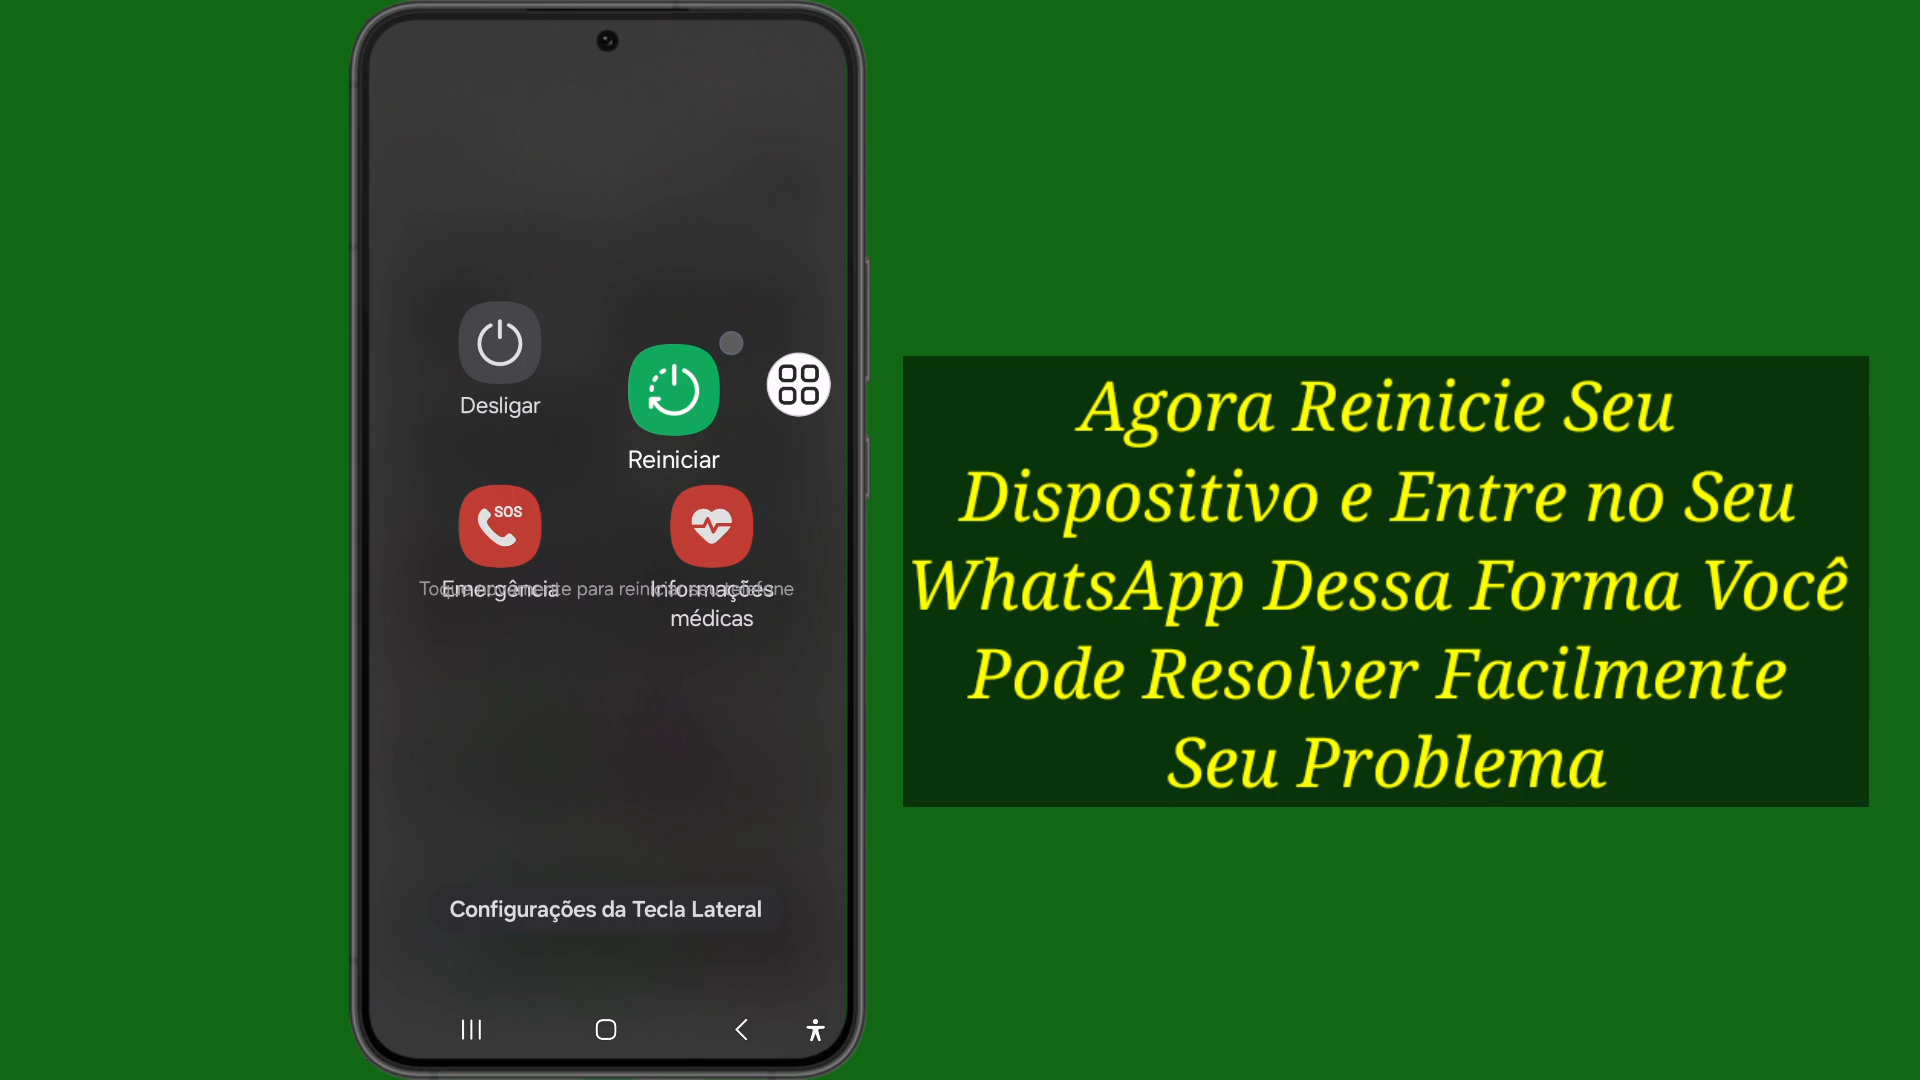 Desligar
Reiniciar
SOS
Emergência
Informações
médicas
Configurações da Tecla Lateral
Agora Reinicie Seu
Dispositivo e Entre no Seu
WhatsApp Dessa Forma Você
Pode Resolver Facilmente
Seu Problema